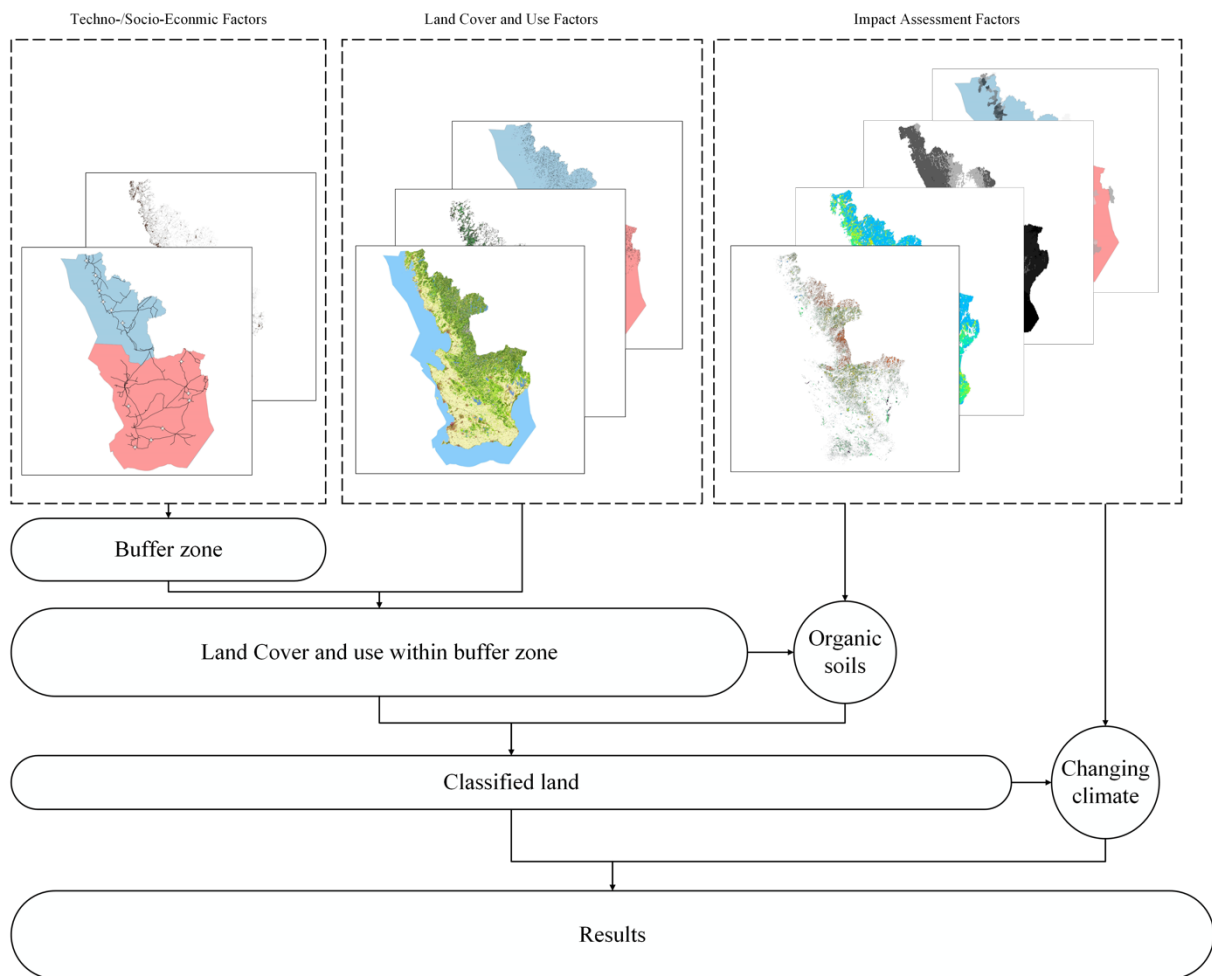 Techno-/Socio-Econmic Factors
Land Cover and Use Factors
Impact Assessment Factors
Buffer zone
Land Cover and use within buffer zone
Organic
soils
Classified land
Changing
climate
Results